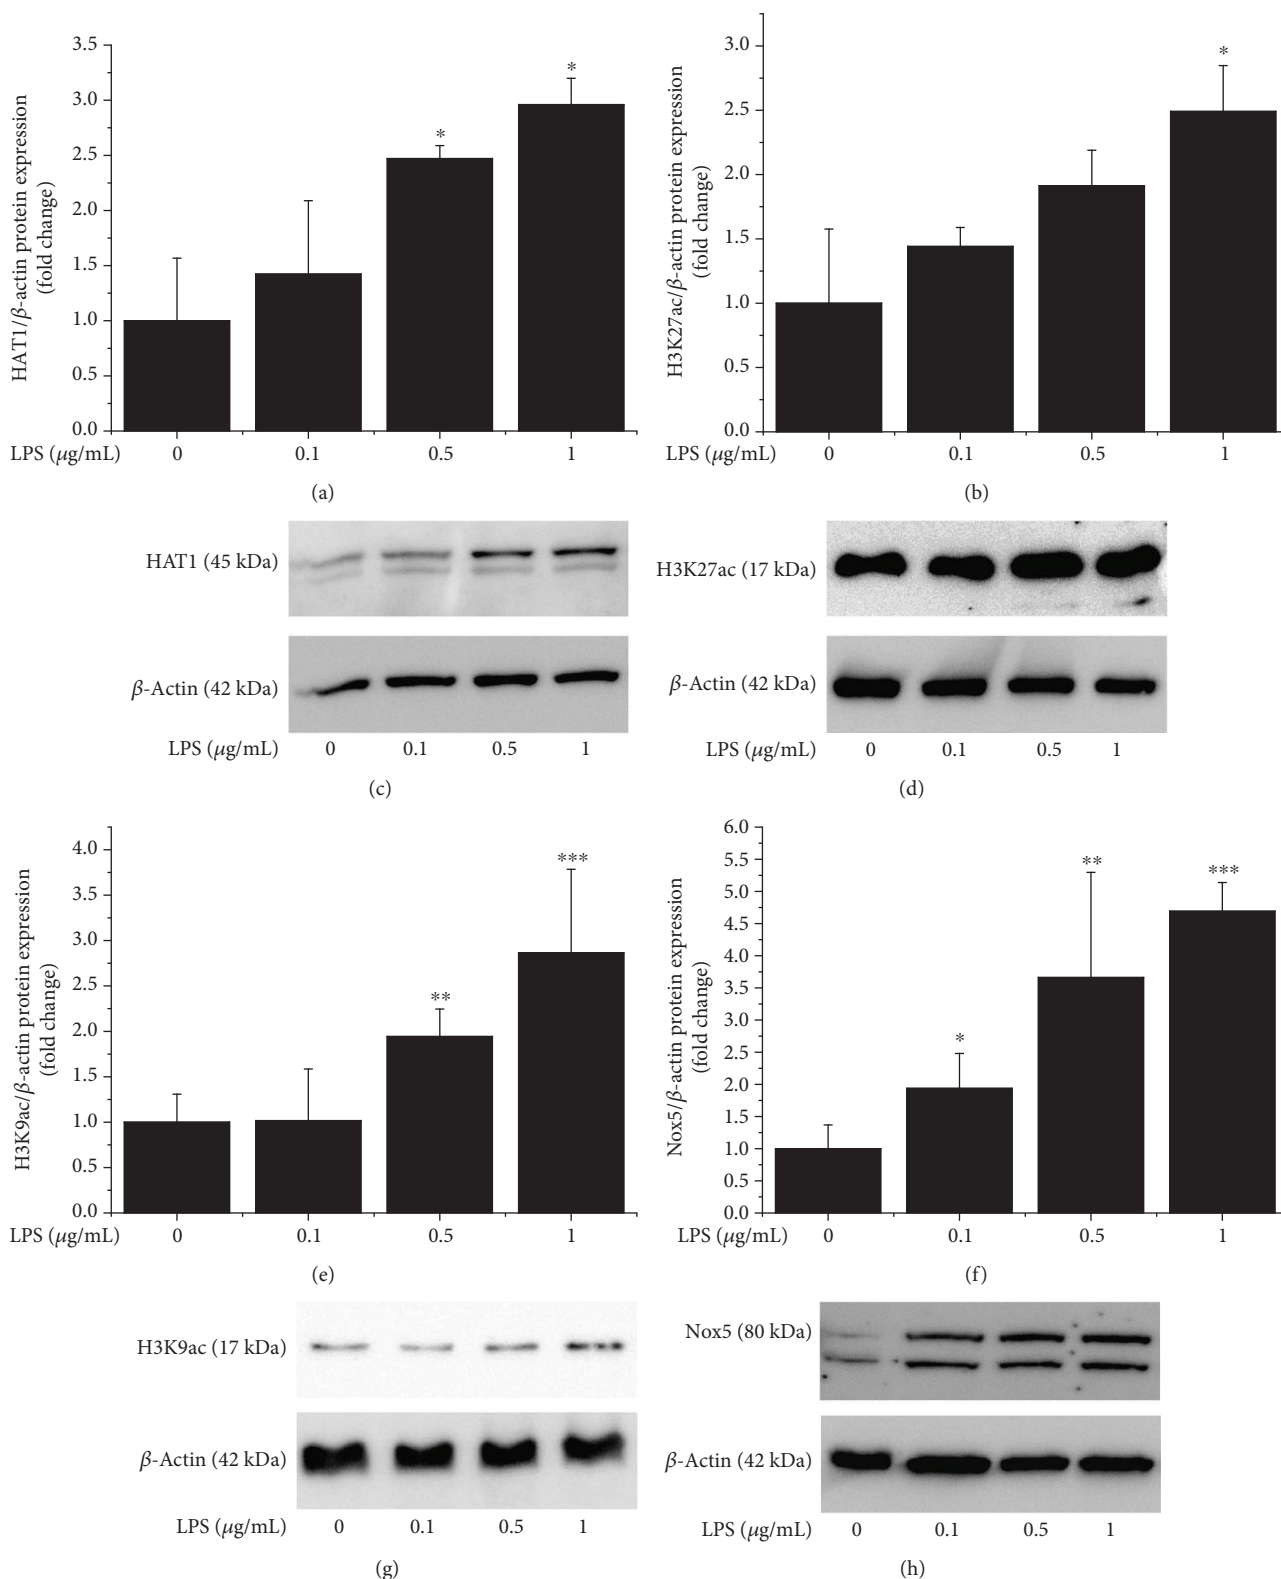 HAT1/β-actin protein expression
(fold change)
3.5
3.0
2.5
2.0
1.5
1.0
0.5
0.0
*
*
LPS (μg/mL)
0
0.1
0.5
1
(a)
H3K27ac/β-actin protein expression
(fold change)
3.0
2.5
2.0
1.5
1.0
0.5
0.0
*
0
0.1
0.5
1
LPS (μg/mL)
(b)
HAT1 (45 kDa)
β-Actin (42 kDa)
LPS (μg/mL)
0
0.1
0.5
1
(c)
H3K27ac (17 kDa)
β-Actin (42 kDa)
LPS (μg/mL)
0
0.1
0.5
1
(d)
H3K9ac/β-actin protein expression
(fold change)
4.0
3.5
3.0
2.5
2.0
1.5
1.0
0.5
0.0
**
***
LPS (μg/mL)
0
0.1
0.5
1
(e)
Nox5/β-actin protein expression
(fold change)
6.0
5.5
5.0
4.5
4.0
3.5
3.0
2.5
2.0
1.5
1.0
0.5
0.0
*
**
***
LPS (μg/mL)
0
0.1
0.5
1
(f)
H3K9ac (17 kDa)
β-Actin (42 kDa)
LPS (μg/mL)
0
0.1
0.5
1
(g)
Nox5 (80 kDa)
β-Actin (42 kDa)
LPS (μg/mL)
0
0.1
0.5
1
(h)